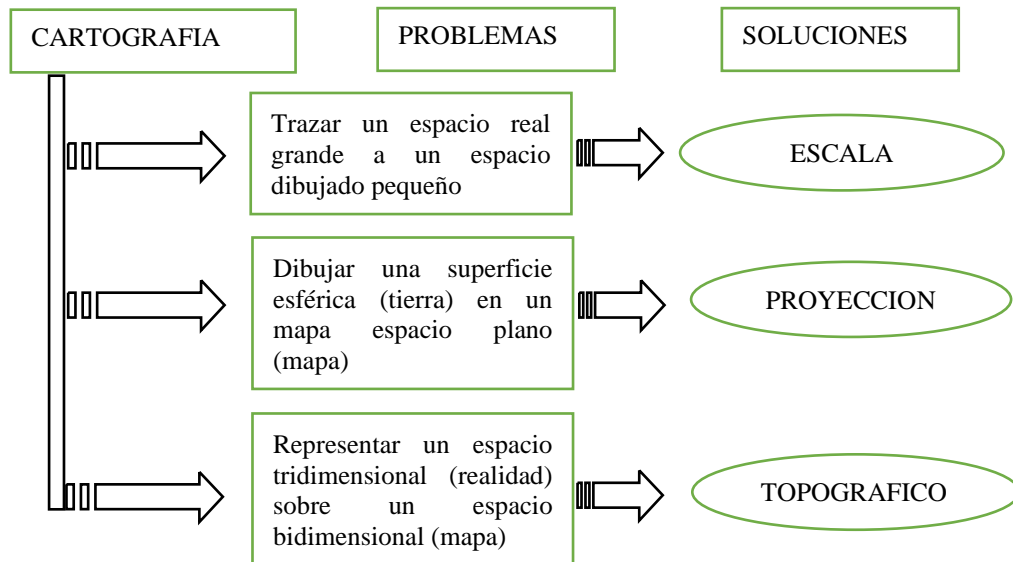 CARTOGRAFIA
PROBLEMAS
SOLUCIONES
Trazar un espacio real
grande a un espacio
dibujado pequeño
ESCALA
Dibujar una superficie
esférica (tierra) en un
mapa espacio plano
(mapa)
PROYECCION
Representar un espacio
tridimensional (realidad)
sobre un espacio
bidimensional (mapa)
TOPOGRAFICO